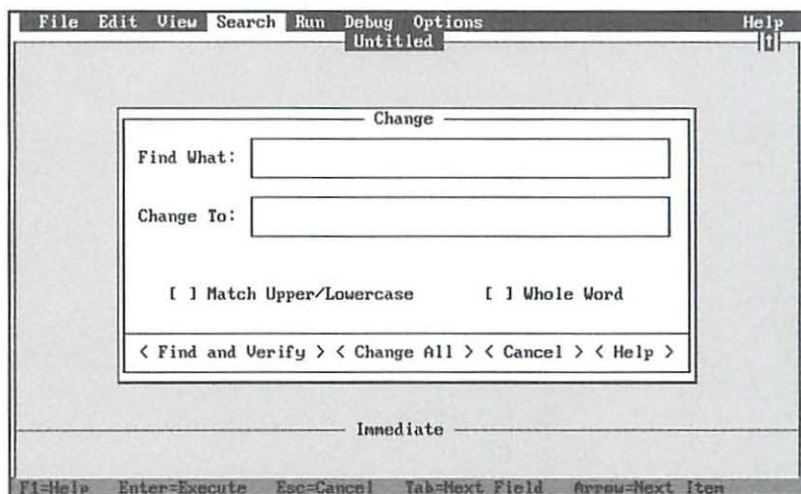 File Edit View Search Run Debug Options Help
Untitled
Change
Find What:
Change To:
[ ] Match Upper/Lowercase [ ] Whole Word
< Find and Verify > < Change All > < Cancel > < Help >
Immediate
F1=Help Enter=Execute Esc=Cancel Tab=Next Field Arrow=Next Item